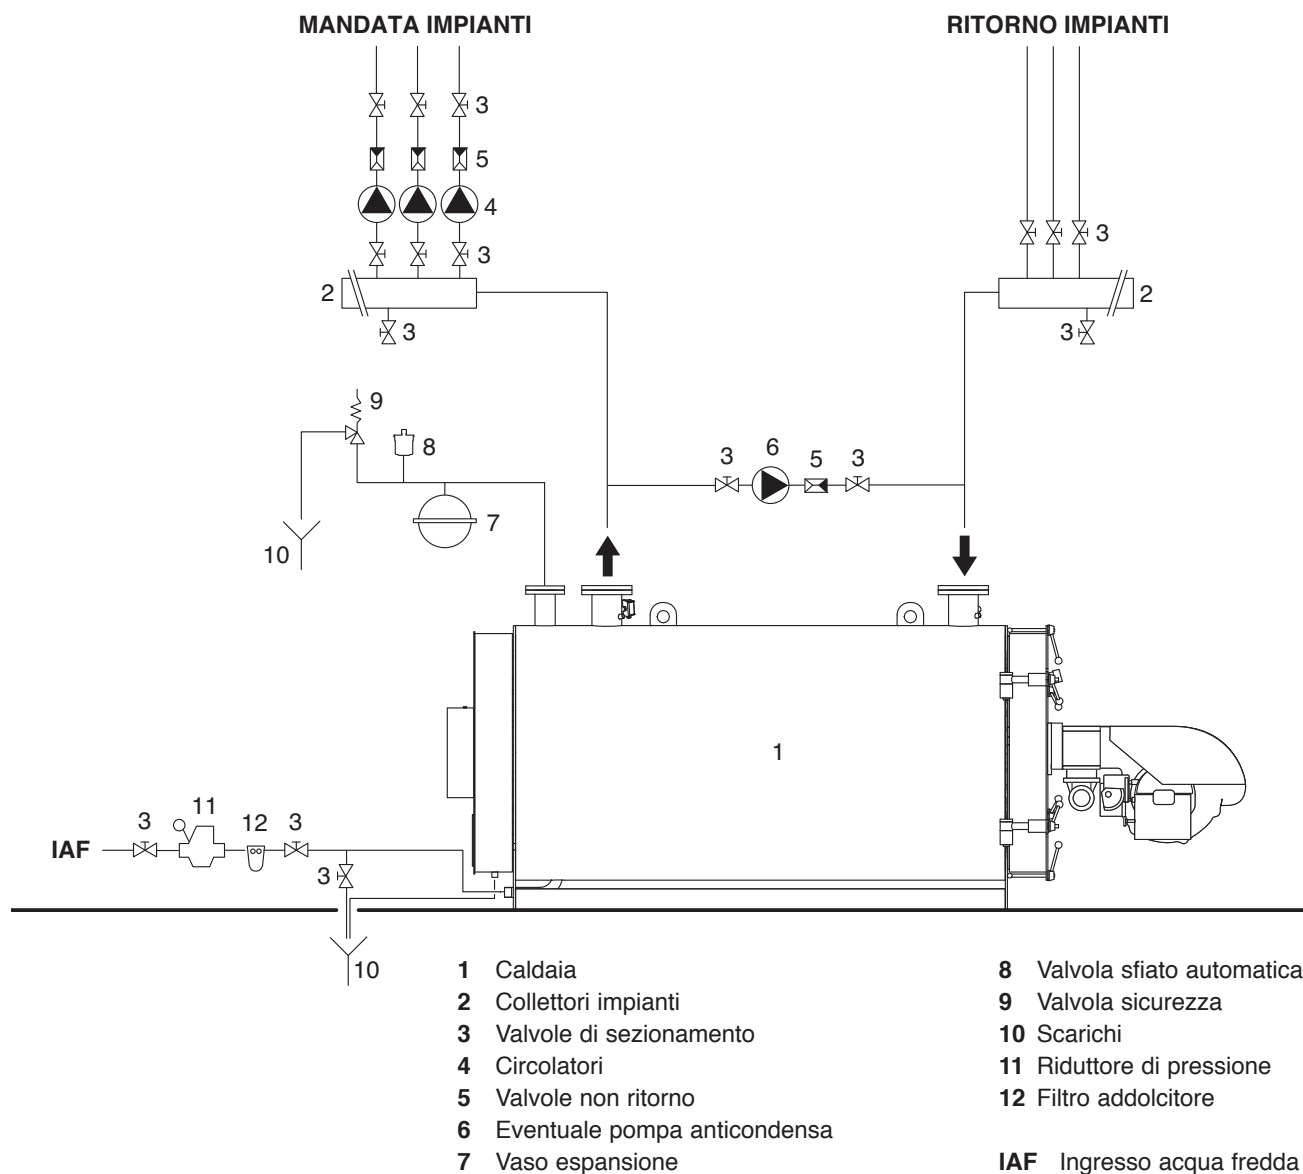 MANDATA IMPIANTI
RITORNO IMPIANTI
3
5
4
3
3
2
2
3
3
9
8
3
6
5
3
7
10
1
11
3
12
3
IAF
3
10
1 Caldaia
2 Collettori impianti
3 Valvole di sezionamento
4 Circolatori
5 Valvole non ritorno
6 Eventuale pompa anticondensa
7 Vaso espansione
8 Valvola sfiato automatica
9 Valvola sicurezza
10 Scarichi
11 Riduttore di pressione
12 Filtro addolcitore
IAF Ingresso acqua fredda